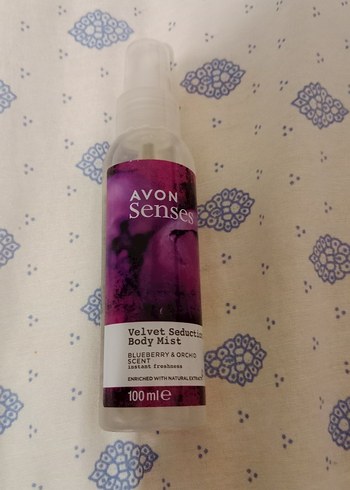 AVON
Senses
Velvet Seduction
Body Mist
BLUEBERRY & ORCHID
SCENT
instant freshness
ENRICHED WITH NATURAL EXTRACT
100 ml e